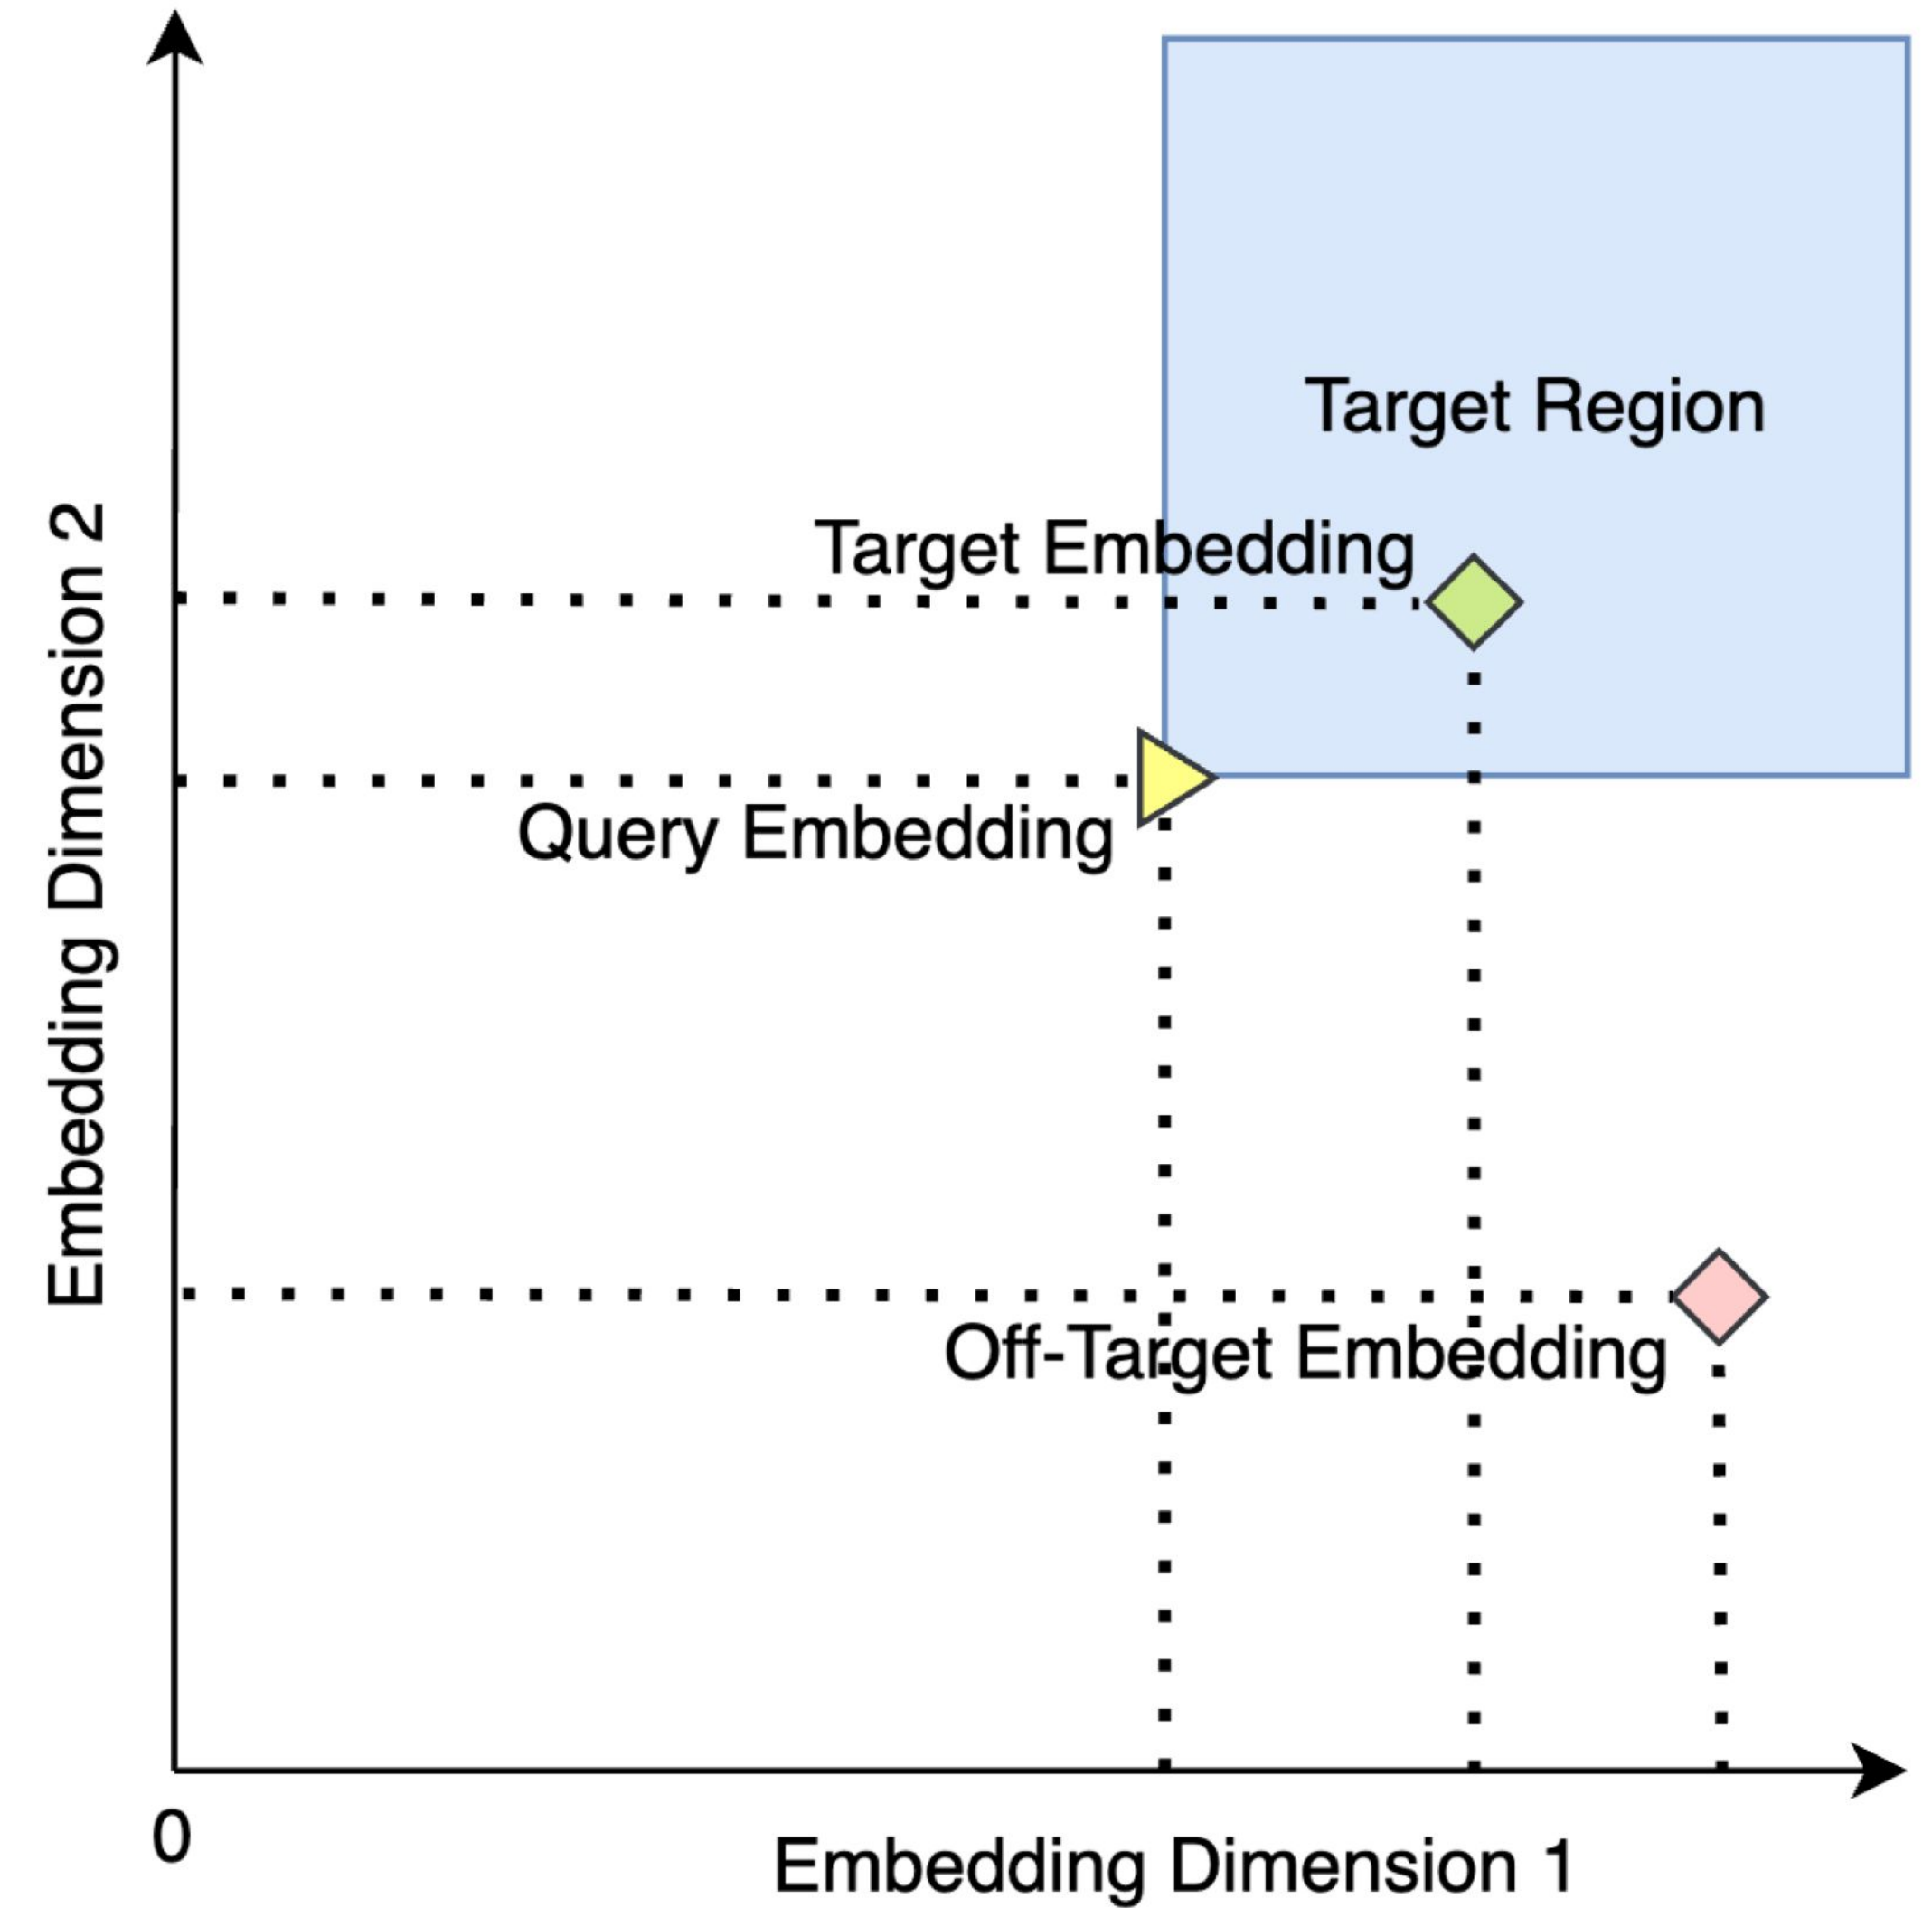 Target Region
Target Embedding
Query Embedding
Off-Target Embedding
Embedding Dimension 2
0
Embedding Dimension 1